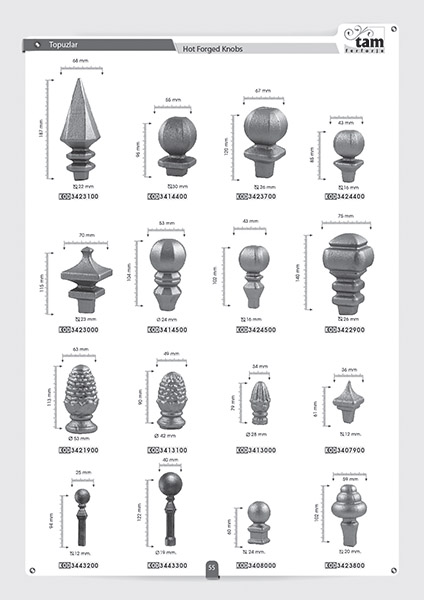 Topuzlar
Hot Forged Knobs
tam
ferforje
68 mm
187 mm
22 mm
KOD 3423100
55 mm
95 mm
30 mm
KOD 3414400
67 mm
120 mm
26 mm
KOD 3423700
43 mm
85 mm
16 mm
KOD 3424400
70 mm
115 mm
23 mm
KOD 3423000
53 mm
104 mm
Ø 24 mm
KOD 3414500
43 mm
102 mm
16 mm
KOD 3424500
75 mm
140 mm
26 mm
KOD 3422900
63 mm
113 mm
Ø 53 mm
KOD 3421900
49 mm
90 mm
Ø 42 mm
KOD 3413100
34 mm
79 mm
Ø 28 mm
KOD 3413000
36 mm
61 mm
12 mm.
KOD 3407900
25 mm
94 mm
12 mm.
KOD 3443200
40 mm
122 mm
Ø 19 mm.
KOD 3443300
60 mm
24 mm.
KOD 3408000
59 mm
102 mm
20 mm.
KOD 3423800
55